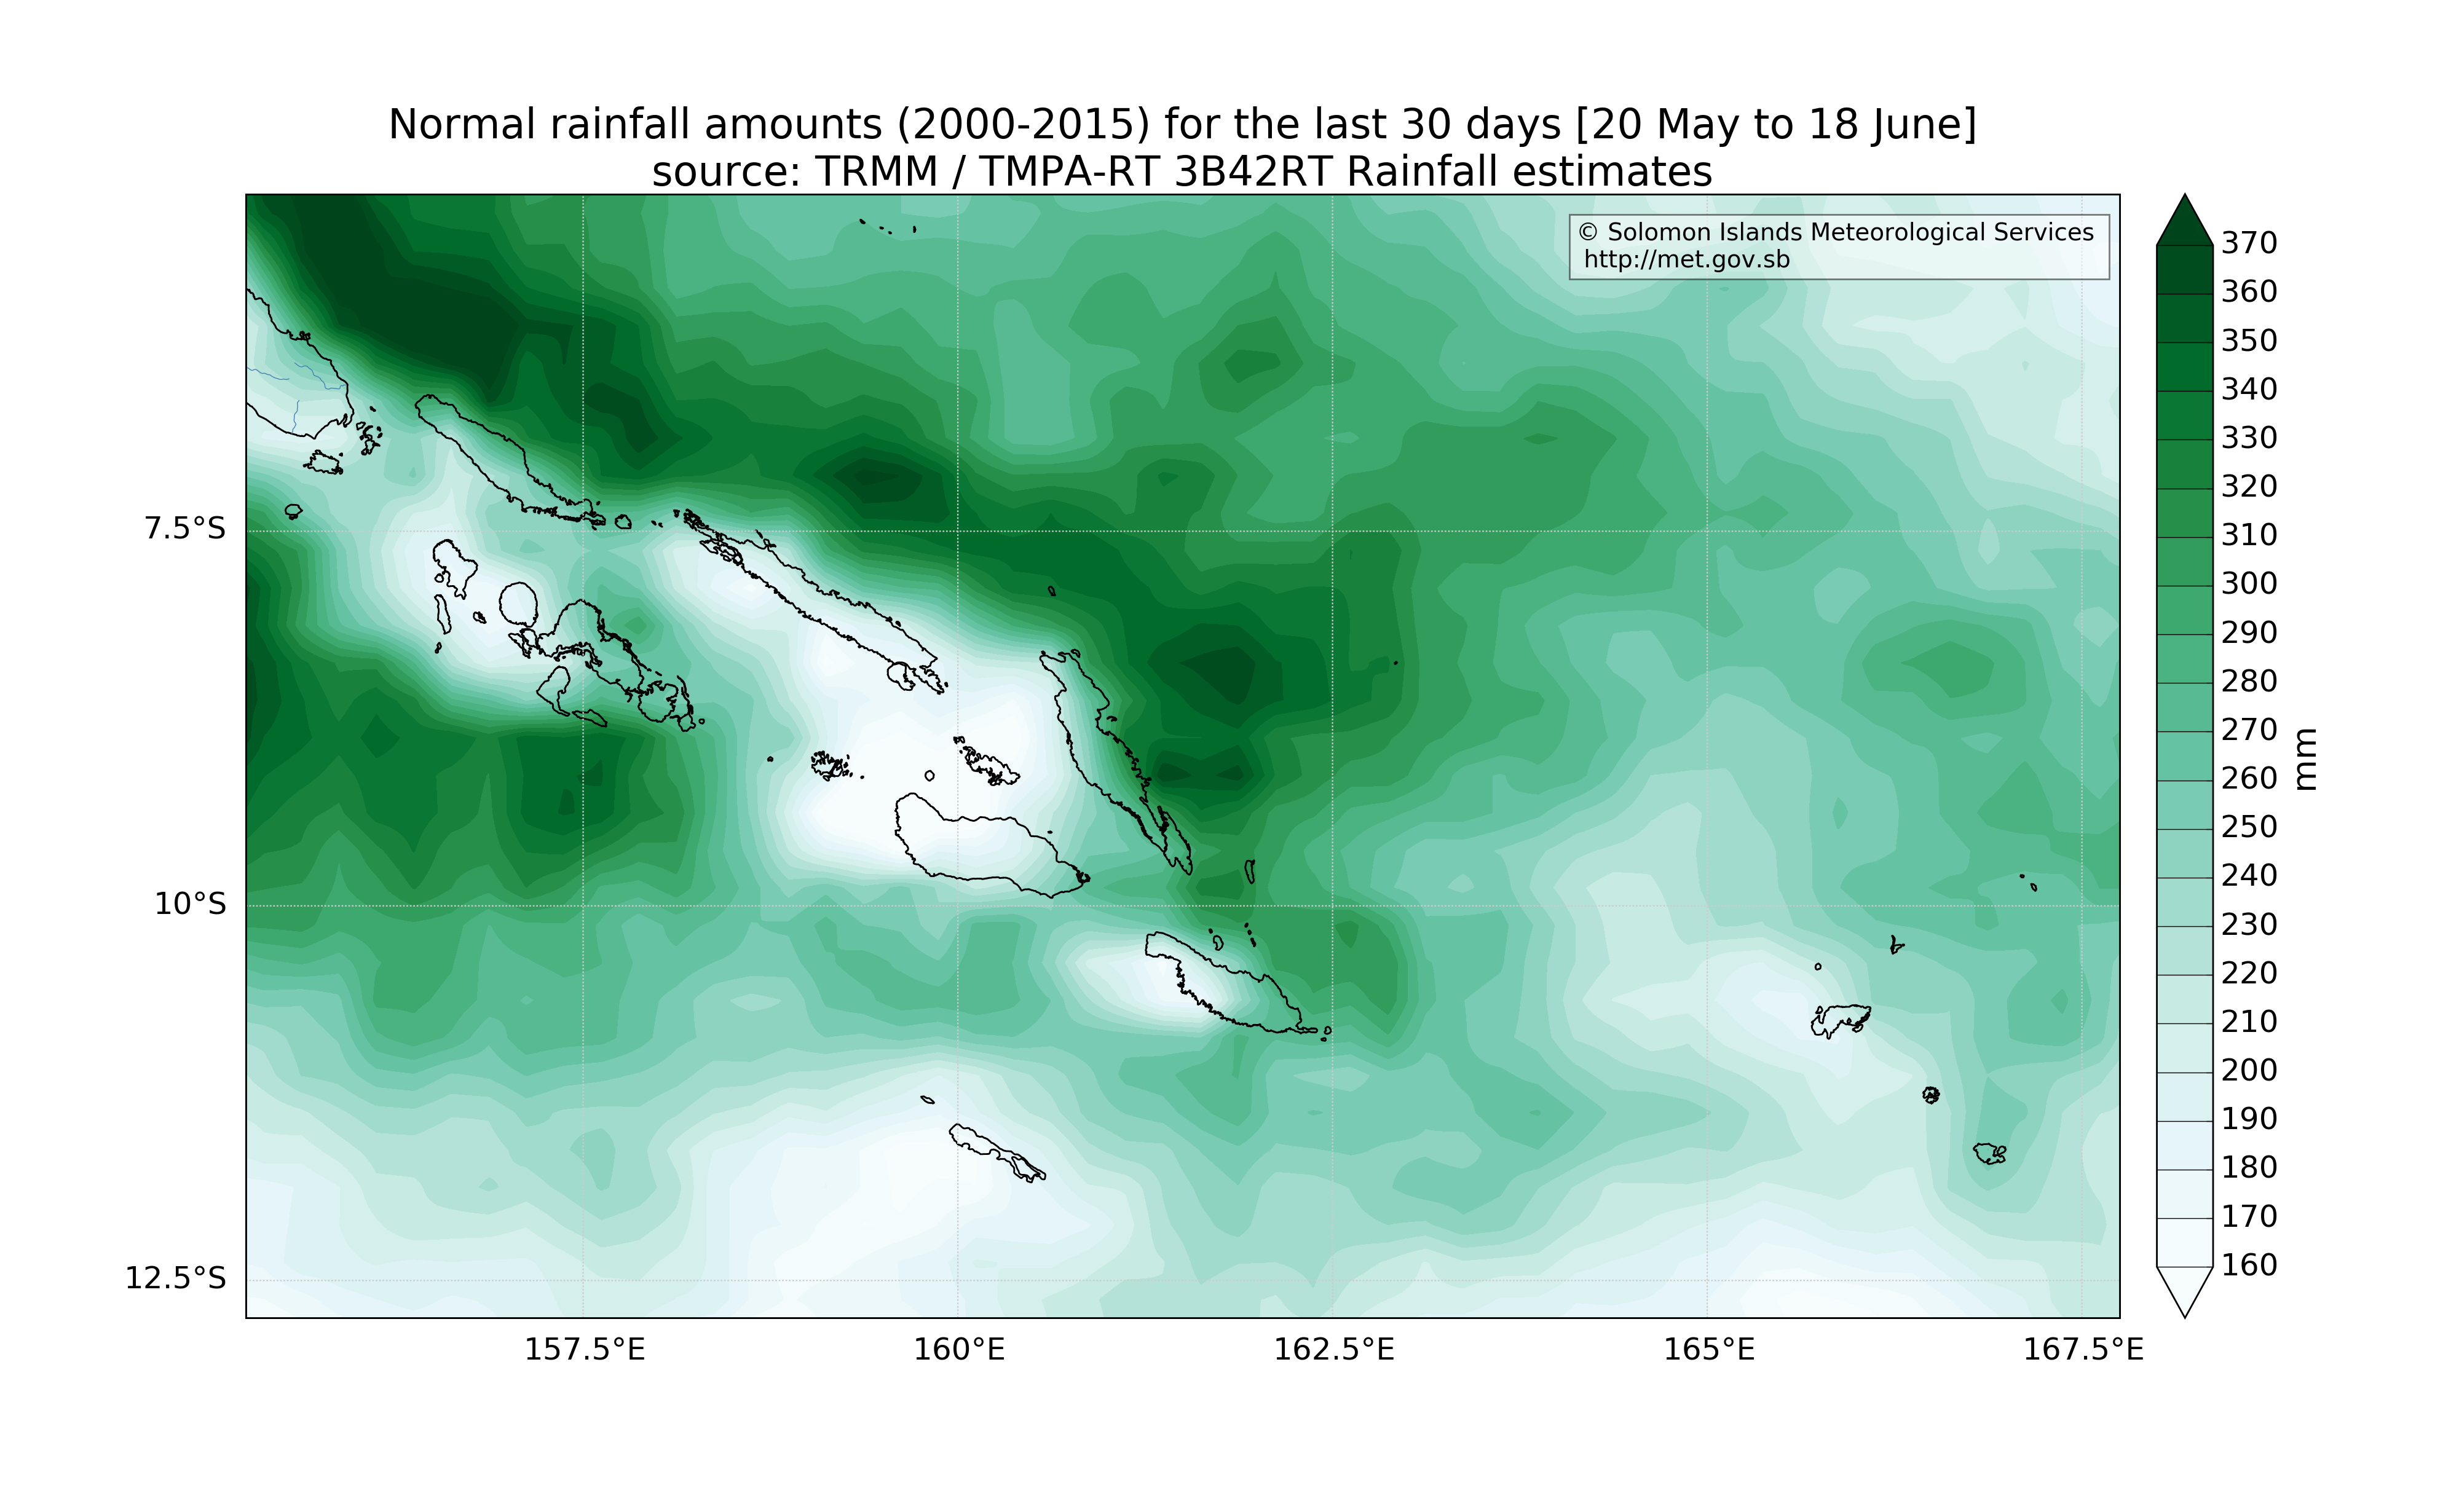 Normal rainfall amounts (2000-2015) for the last 30 days [20 May to 18 June]
source: TRMM / TMPA-RT 3B42RT Rainfall estimates
© Solomon Islands Meteorological Services
http://met.gov.sb
7.5°S
10°S
12.5°S
157.5°E
160°E
162.5°E
165°E
167.5°E
370
360
350
340
330
320
310
300
290
280
270
260
250
240
230
220
210
200
190
180
170
160
mm